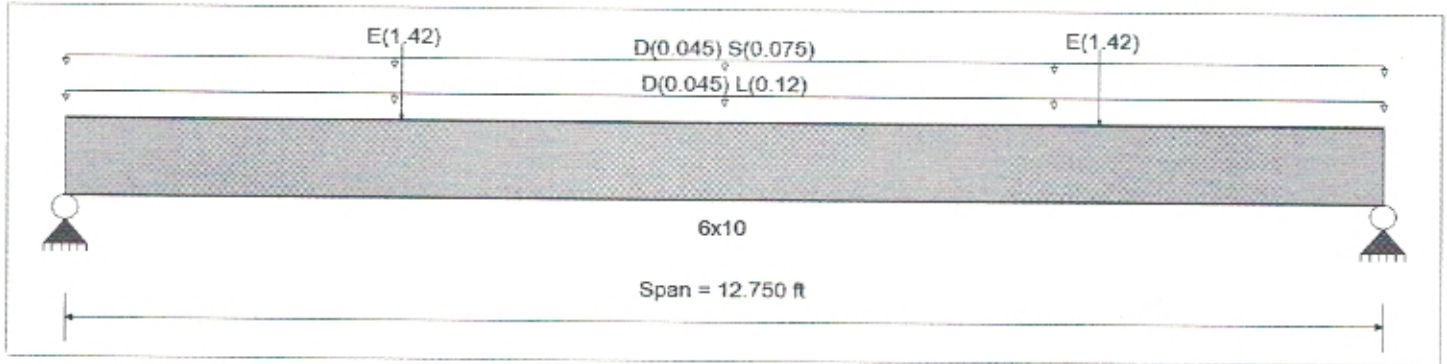 E(1.42)
D(0.045) S(0.075)
E(1.42)
D(0.045) L(0.12)
6x10
Span = 12.750 ft